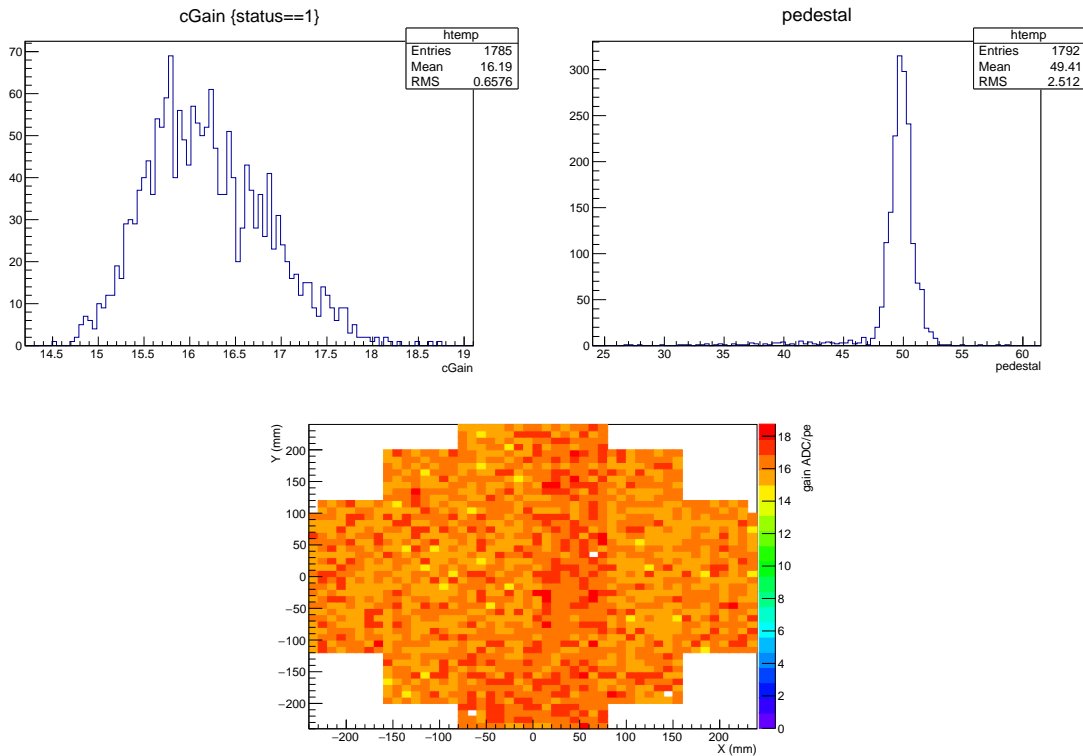 cGain {status==1}
htemp
Entries 1785
Mean 16.19
RMS 0.6576
70
60
50
40
30
20
10
0
14.5 15 15.5 16 16.5 17 17.5 18 18.5 19
cGain
pedestal
htemp
Entries 1792
Mean 49.41
RMS 2.512
300
250
200
150
100
50
0
25 30 35 40 45 50 55 60
pedestal
Y (mm)
200
150
100
50
0
−50
−100
−150
−200
−200 −150 −100 −50 0 50 100 150 200
X (mm)
gain ADC/pe
18
16
14
12
10
8
6
4
2
0